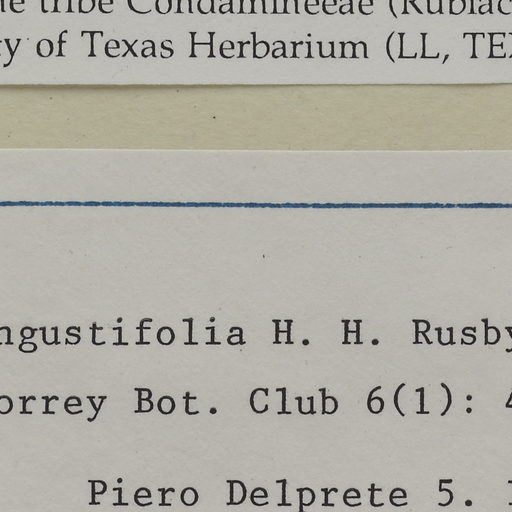 tribe Condamineeae (Rubiac
of Texas Herbarium (LL, TEX
ngustifolia H. H. Rusby
orrey Bot. Club 6(1): 4
Piero Delprete 5.